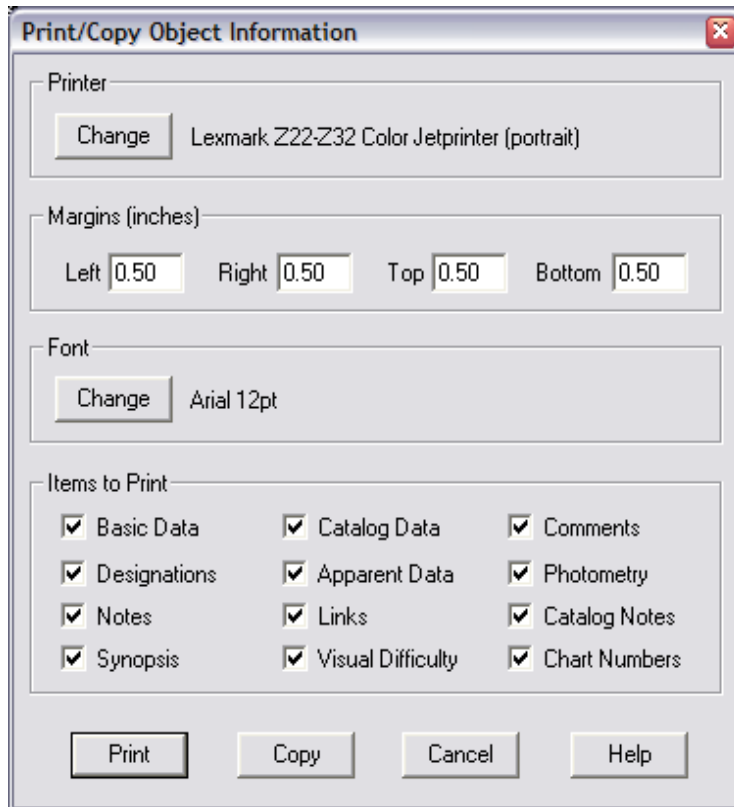 Print/Copy Object Information
Printer
Change Lexmark Z22-Z32 Color Jetprinter (portrait)
Margins (inches)
Left 0.50 Right 0.50 Top 0.50 Bottom 0.50
Font
Change Arial 12pt
Items to Print
Basic Data Catalog Data Comments
Designations Apparent Data Photometry
Notes Links Catalog Notes
Synopsis Visual Difficulty Chart Numbers
Print Copy Cancel Help